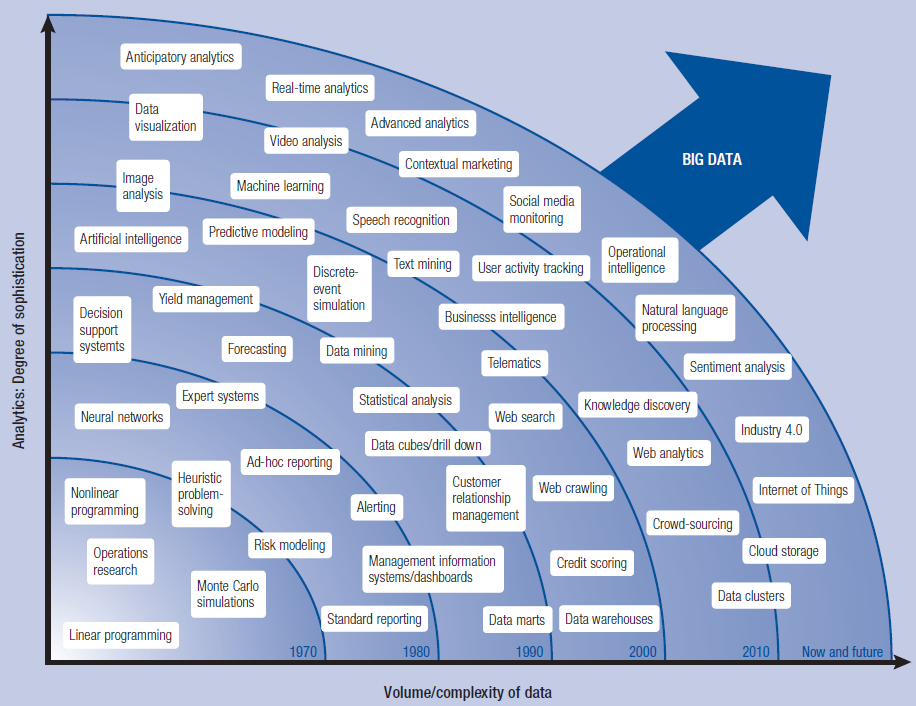 Anticipatory analytics
Real-time analytics
Data
visualization
Advanced analytics
Video analysis
BIG DATA
Contextual marketing
Image
analysis
Machine learning
Social media
monitoring
Speech recognition
Artificial intelligence
Predictive modeling
Operational
intelligence
Text mining
User activity tracking
Discrete-
event
simulation
Yield management
Decision
support
systemts
Businesss intelligence
Natural language
processing
Forecasting
Data mining
Telematics
Sentiment analysis
Expert systems
Statistical analysis
Knowledge discovery
Neural networks
Web search
Industry 4.0
Data cubes/drill down
Web analytics
Ad-hoc reporting
Nonlinear
programming
Heuristic
problem-
solving
Customer
relationship
management
Web crawling
Internet of Things
Alerting
Crowd-sourcing
Risk modeling
Cloud storage
Operations
research
Management information
systems/dashboards
Credit scoring
Monte Carlo
simulations
Data clusters
Standard reporting
Data marts
Data warehouses
Linear programming
1970
1980
1990
2000
2010
Now and future
Analytics: Degree of sophistication
Volume/complexity of data